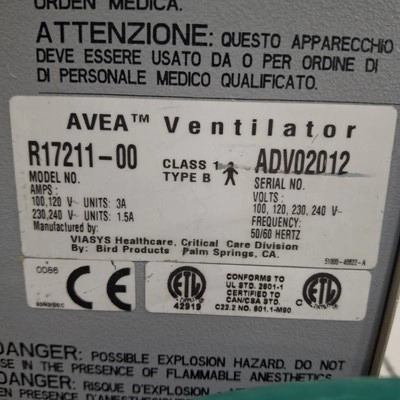 ORDEN MEDICA.
ATTENZIONE: QUESTO APPARECCHIO
DEVE ESSERE USATO DA O PER ORDINE DI
DI PERSONALE MEDICO QUALIFICATO.
AVEA™ Ventilator
R17211-00 CLASS 1 ADV02012
MODEL NO. TYPE B SERIAL NO.
AMPS: VOLTS:
100,120 V~ UNITS: 3A 100, 120, 230, 240 V~
230,240 V~ UNITS: 1.5A FREQUENCY:
Manufactured by: 50/60 HERTZ
VIASYS Healthcare, Critical Care Division
By: Bird Products Palm Springs, CA.
0086
CONFORMS TO
UL STD. 2601-1
CERTIFIED TO
CAN/CSA STD.
C22.2 NO. 601.1-M90
ETL
42919
C ETL
DANGER: POSSIBLE EXPLOSION HAZARD. DO NOT
USE IN THE PRESENCE OF FLAMMABLE ANESTHETICS.
DANGER: RISQUE D'EXPLOSION